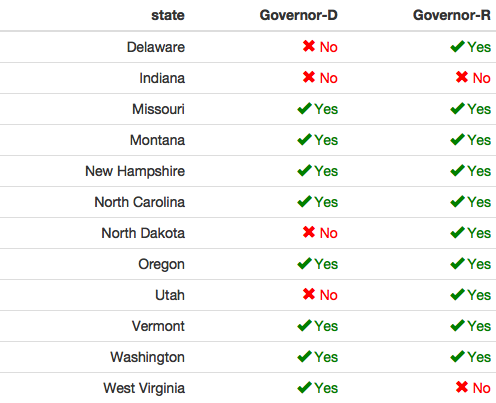 state Governor-D Governor-R
Delaware ✖ No ✔ Yes
Indiana ✖ No ✖ No
Missouri ✔ Yes ✔ Yes
Montana ✔ Yes ✔ Yes
New Hampshire ✔ Yes ✔ Yes
North Carolina ✔ Yes ✔ Yes
North Dakota ✖ No ✔ Yes
Oregon ✔ Yes ✔ Yes
Utah ✖ No ✔ Yes
Vermont ✔ Yes ✔ Yes
Washington ✔ Yes ✔ Yes
West Virginia ✔ Yes ✖ No